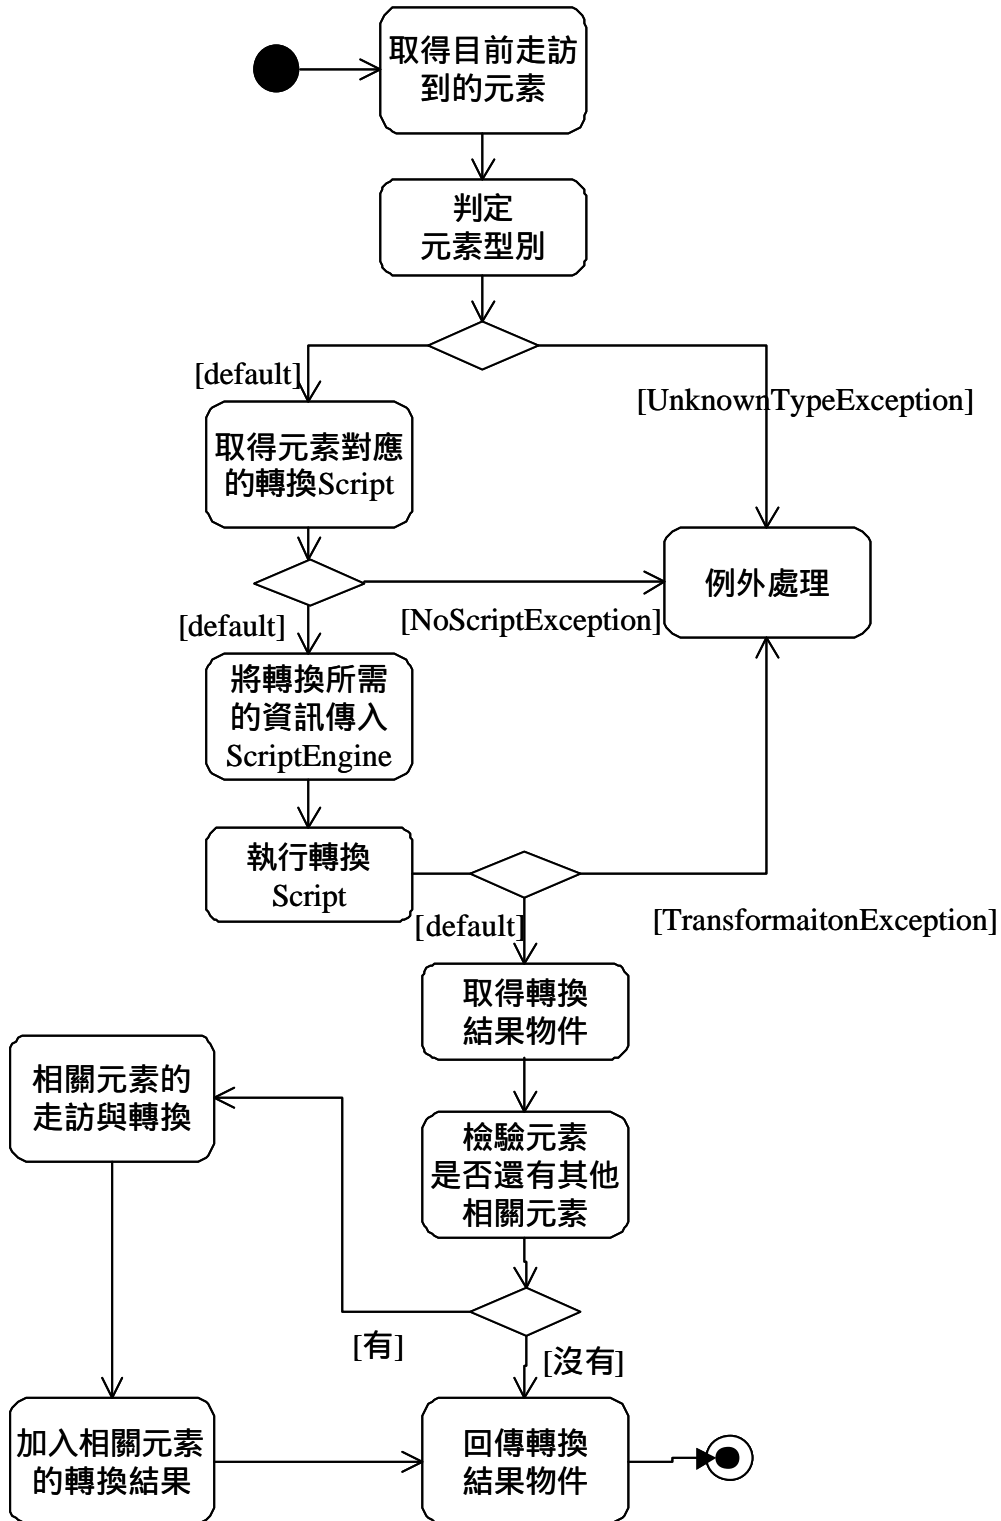 取得目前走訪
到的元素
判定
元素型別
[default]
[UnknownTypeException]
取得元素對應
的轉換Script
例外處理
[default]
[NoScriptException]
將轉換所需
的資訊傳入
ScriptEngine
執行轉換
Script
[default]
[TransformaitonException]
取得轉換
結果物件
相關元素的
走訪與轉換
檢驗元素
是否還有其他
相關元素
[有]
[沒有]
加入相關元素
的轉換結果
回傳轉換
結果物件